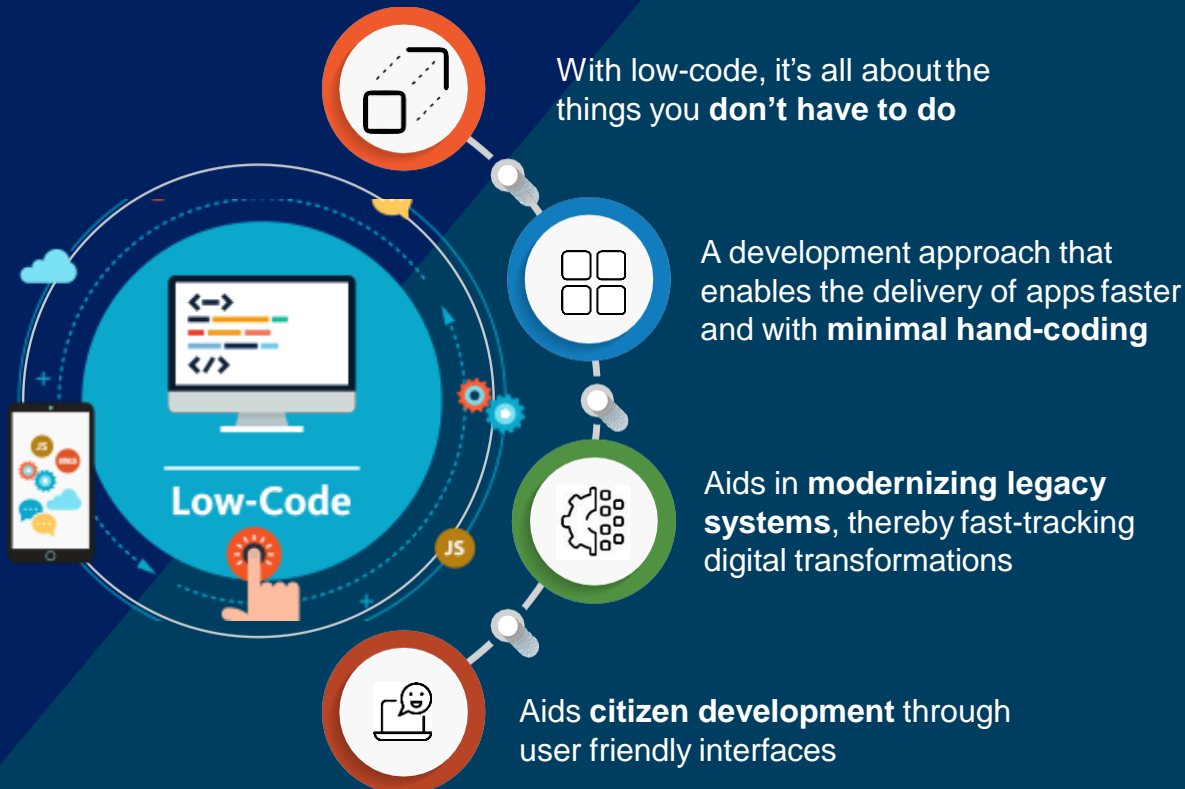 With low-code, it's all about the
things you don't have to do
A development approach that
enables the delivery of apps faster
and with minimal hand-coding
<-->
</>
Low-Code
JS
JS
Aids in modernizing legacy
systems, thereby fast-tracking
digital transformations
Aids citizen development through
user friendly interfaces